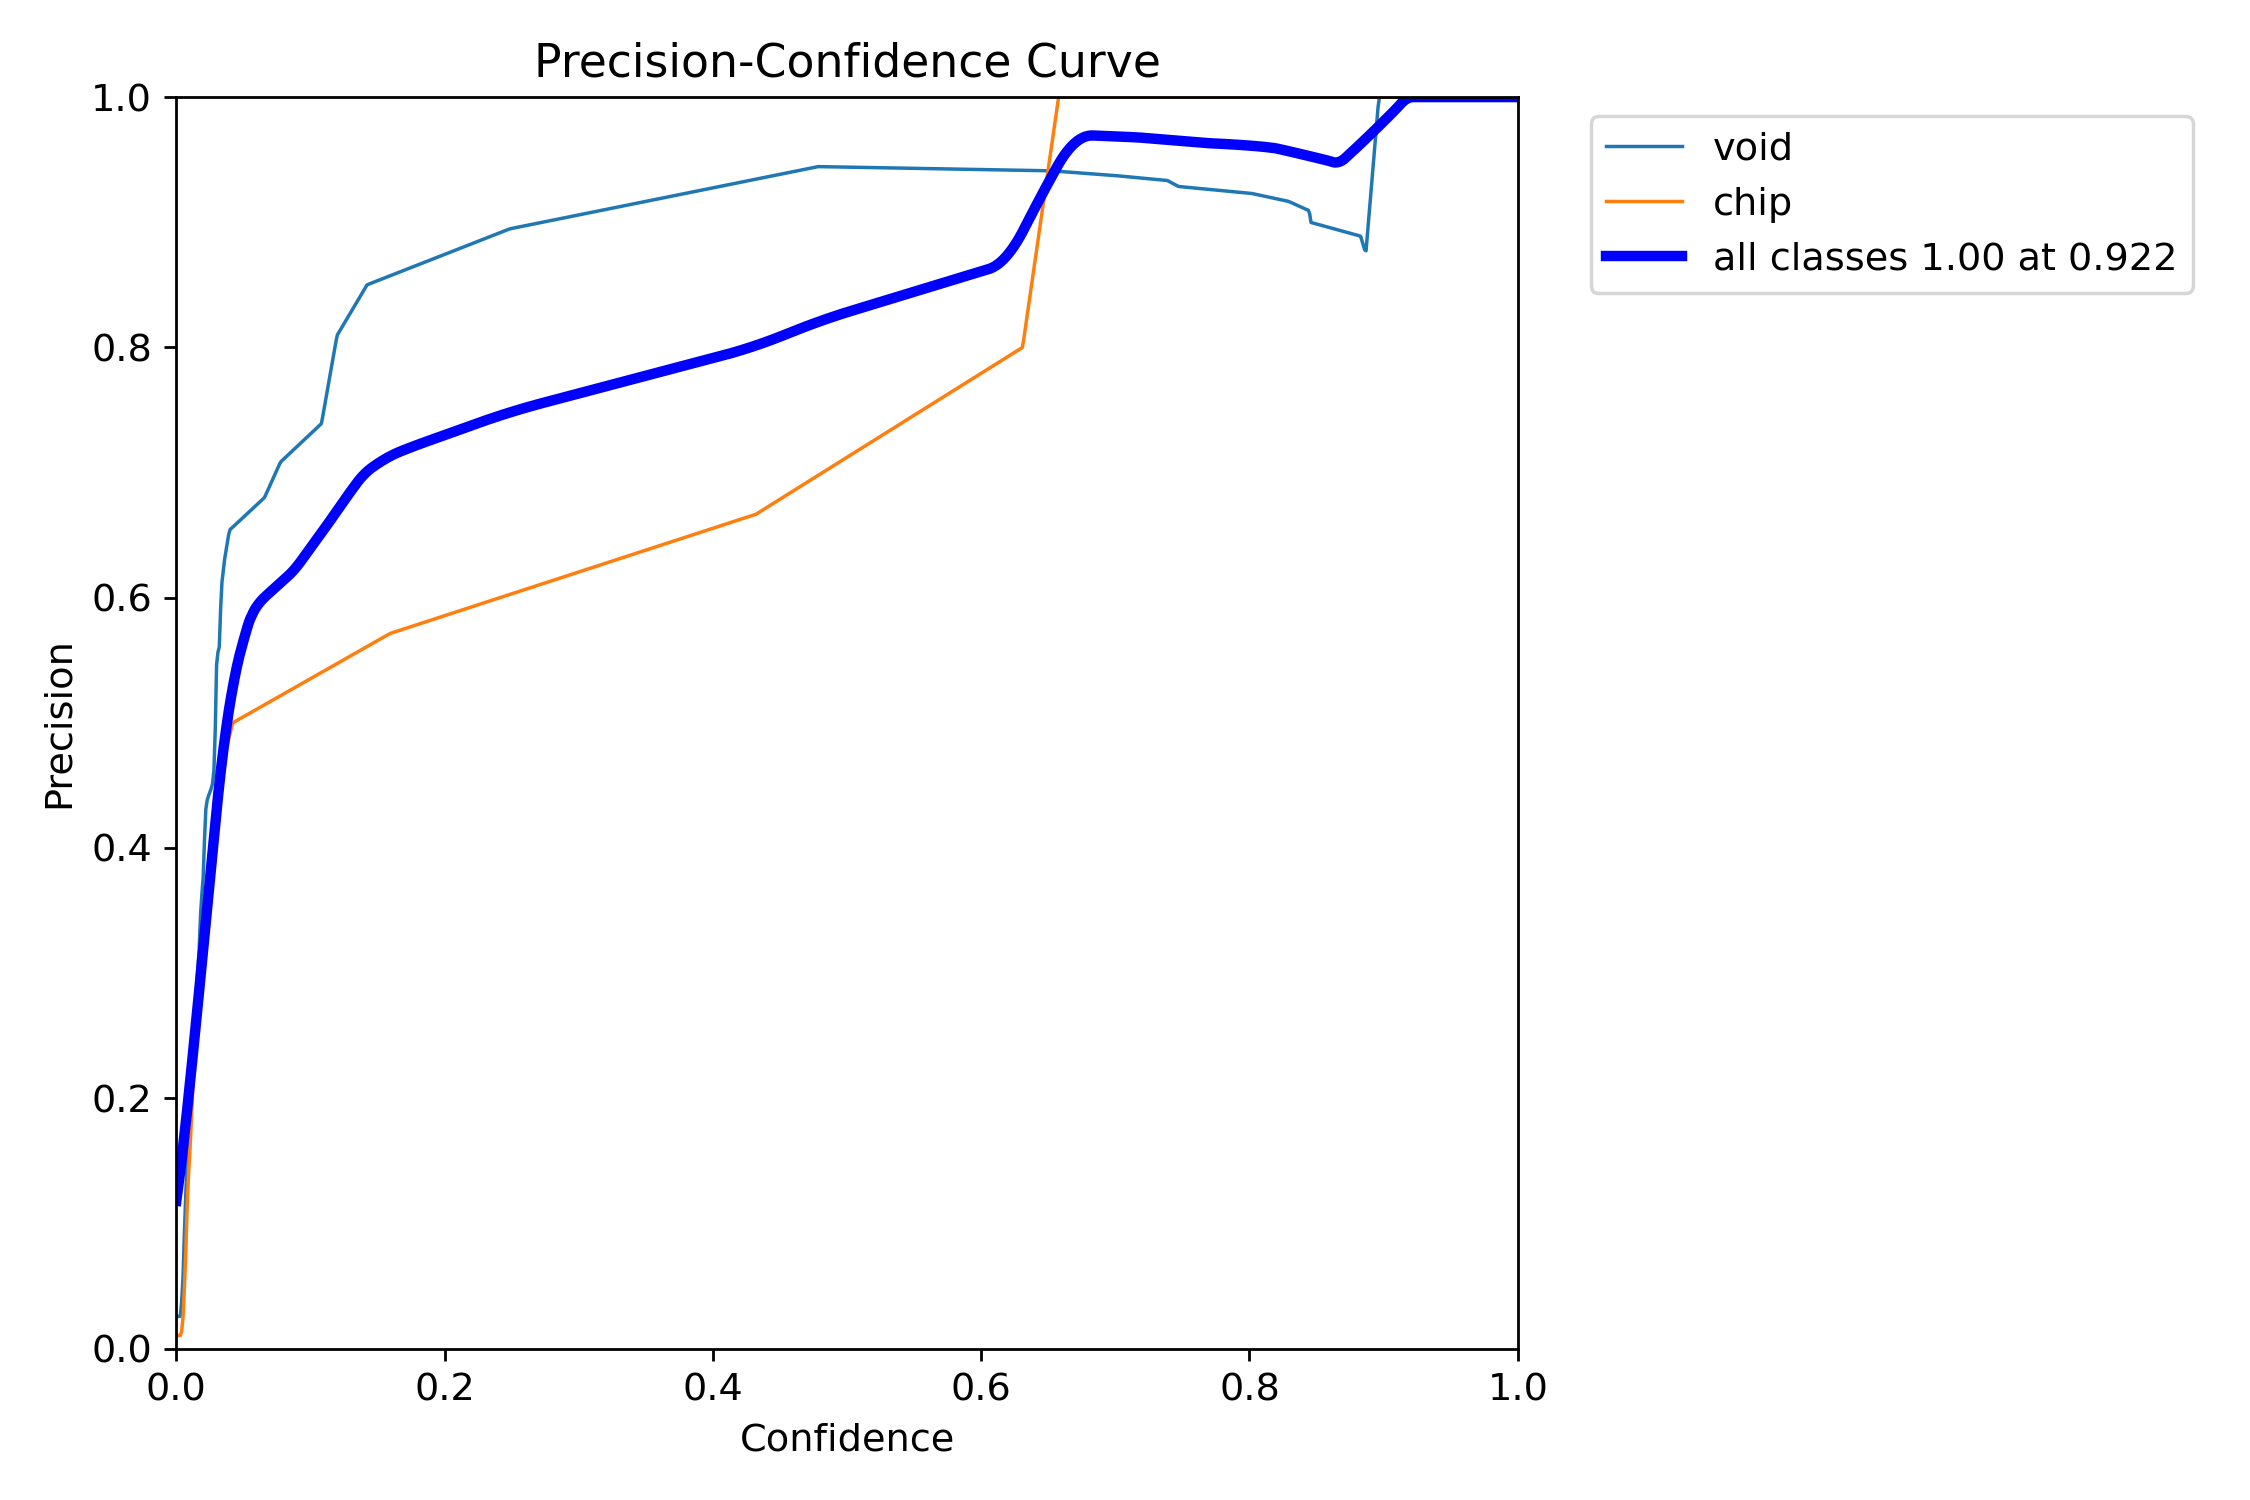 Precision-Confidence Curve
1.0
0.8
0.6
0.4
0.2
0.0
Precision
0.0 0.2 0.4 0.6 0.8 1.0
Confidence
void
chip
all classes 1.00 at 0.922